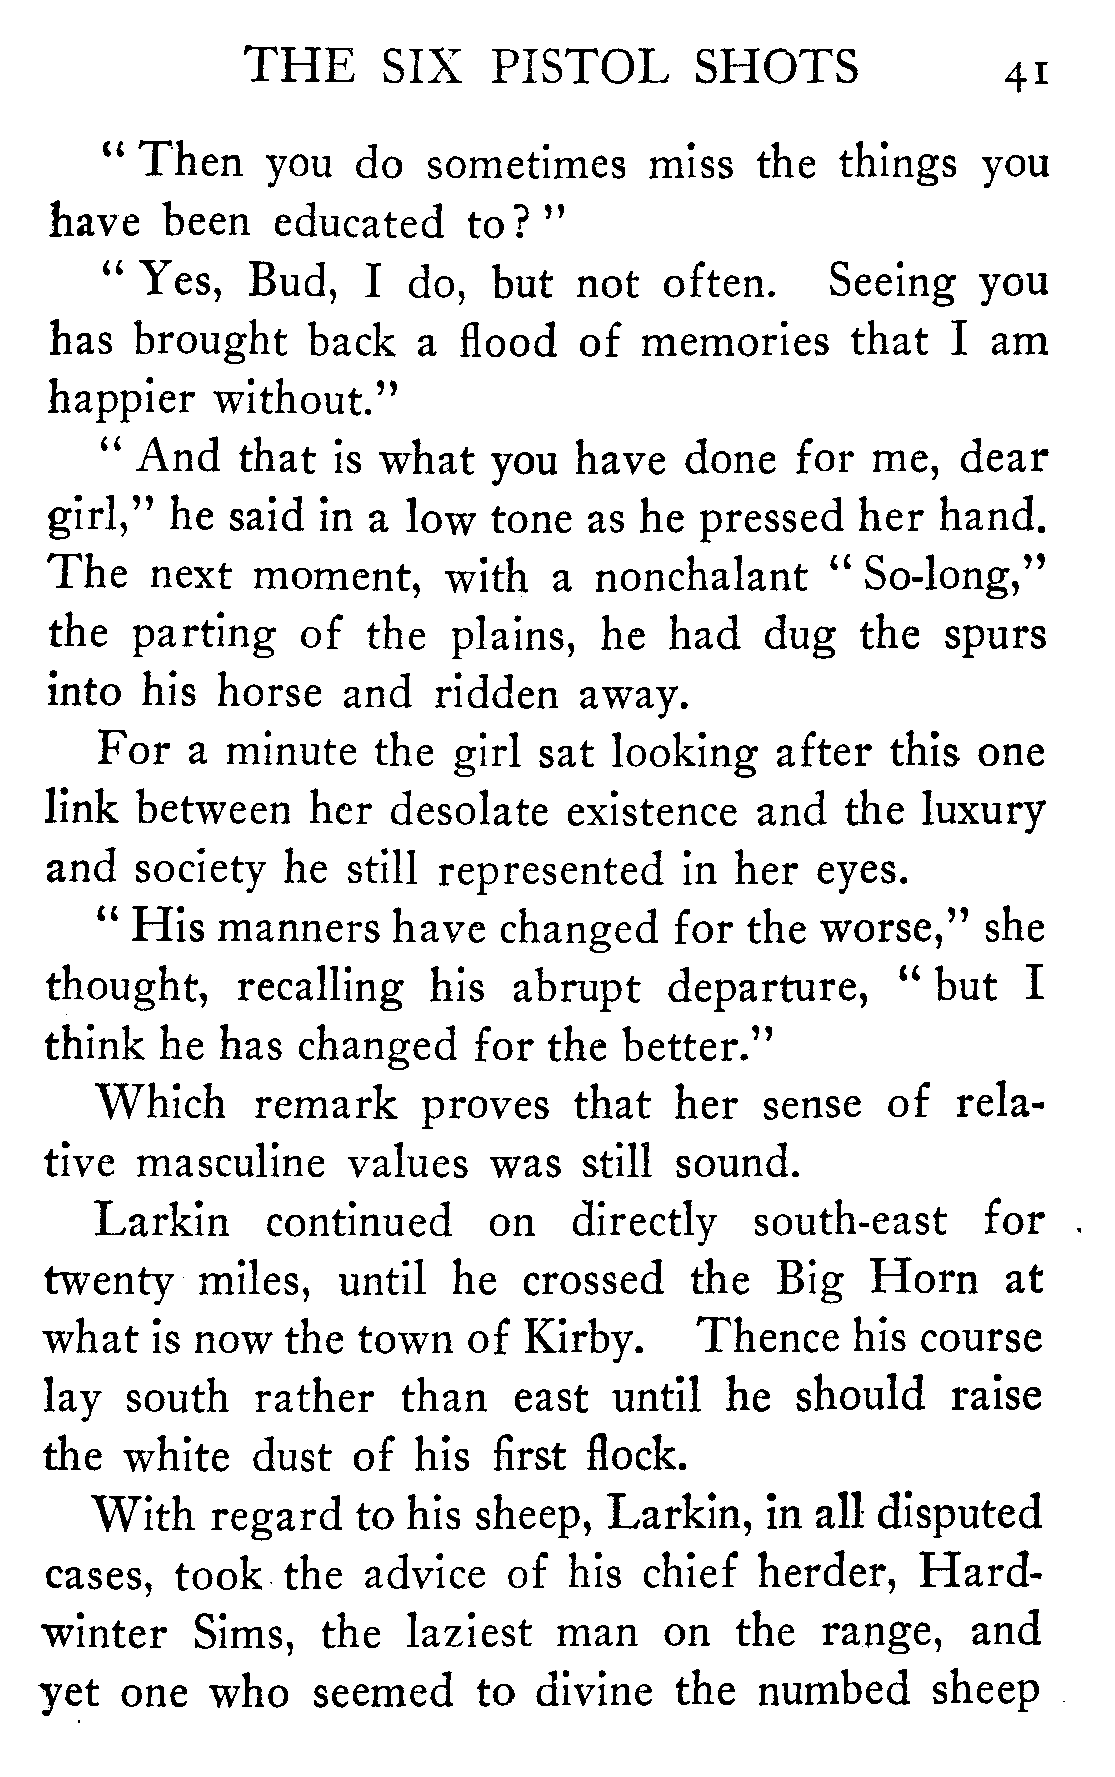 THE SIX PISTOL SHOTS 41
" Then you do sometimes miss the things you
have been educated to? "
" Yes, Bud, I do, but not often. Seeing you
has brought back a flood of memories that I am
happier without."
" And that is what you have done for me, dear
girl," he said in a low tone as he pressed her hand.
The next moment, with a nonchalant " So-long,"
the parting of the plains, he had dug the spurs
into his horse and ridden away.
For a minute the girl sat looking after this one
link between her desolate existence and the luxury
and society he still represented in her eyes.
" His manners have changed for the worse," she
thought, recalling his abrupt departure, " but I
think he has changed for the better."
Which remark proves that her sense of rela-
tive masculine values was still sound.
Larkin continued on directly south-east for
twenty miles, until he crossed the Big Horn at
what is now the town of Kirby. Thence his course
lay south rather than east until he should raise
the white dust of his first flock.
With regard to his sheep, Larkin, in all disputed
cases, took the advice of his chief herder, Hard-
winter Sims, the laziest man on the range, and
yet one who seemed to divine the numbed sheep